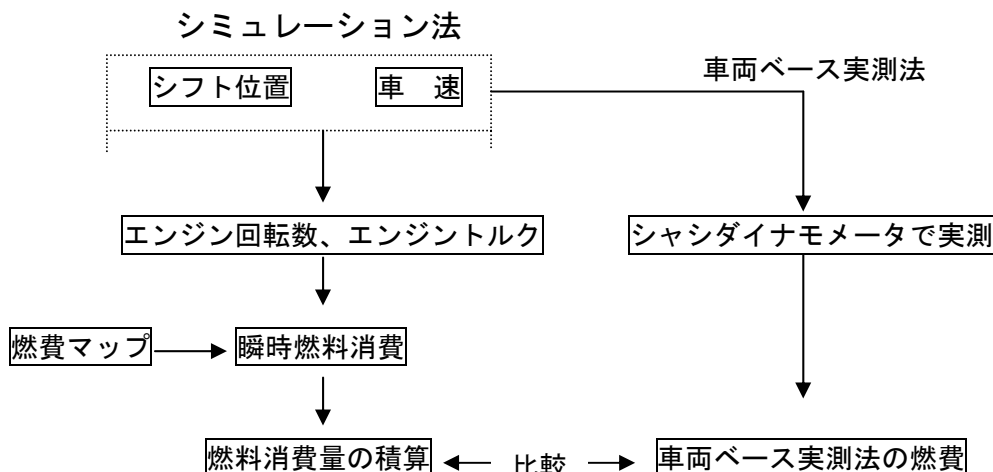 シミュレーション法
シフト位置
車　速
車両ベース実測法
エンジン回転数、エンジントルク
シャシダイナモメータで実測
燃費マップ
瞬時燃料消費
燃料消費量の積算
比較
車両ベース実測法の燃費